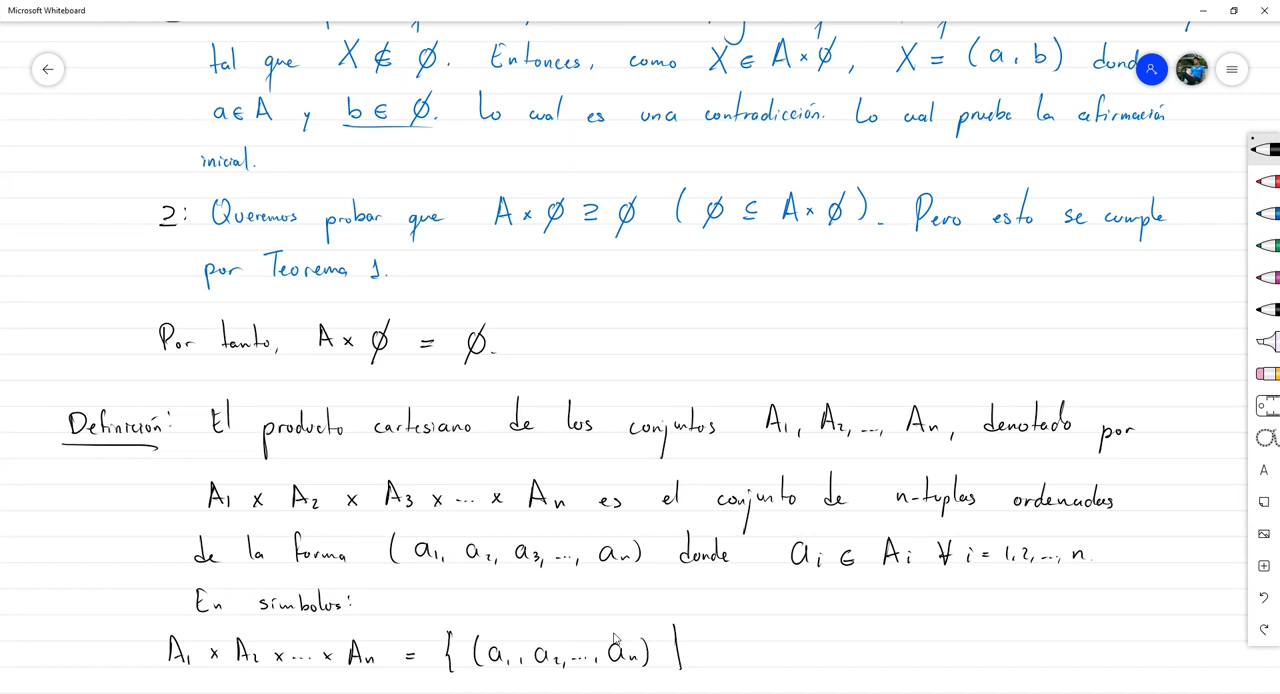 Microsoft Whiteboard
tal que X ∉ ∅. Entonces, como X ∈ A × ∅, X = (a, b) dond
a ∈ A y b ∈ ∅. Lo cual es una contradicción. Lo cual prueba la afirmación
inicial.
2: Queremos probar que A × ∅ ⊇ ∅ (∅ ⊆ A × ∅). Pero esto se cumple
por Teorema 1.
Por tanto, A × ∅ = ∅.
Definición: El producto cartesiano de los conjuntos A₁, A₂, ..., Aₙ, denotado por
A₁ × A₂ × A₃ × ... × Aₙ es el conjunto de n-tuplas ordenadas
de la forma (a₁, a₂, a₃, ..., aₙ) donde aᵢ ∈ Aᵢ ∀ i = 1, 2, ..., n.
En símbolos:
A₁ × A₂ × ... × Aₙ = { (a₁, a₂, ..., aₙ) |
A